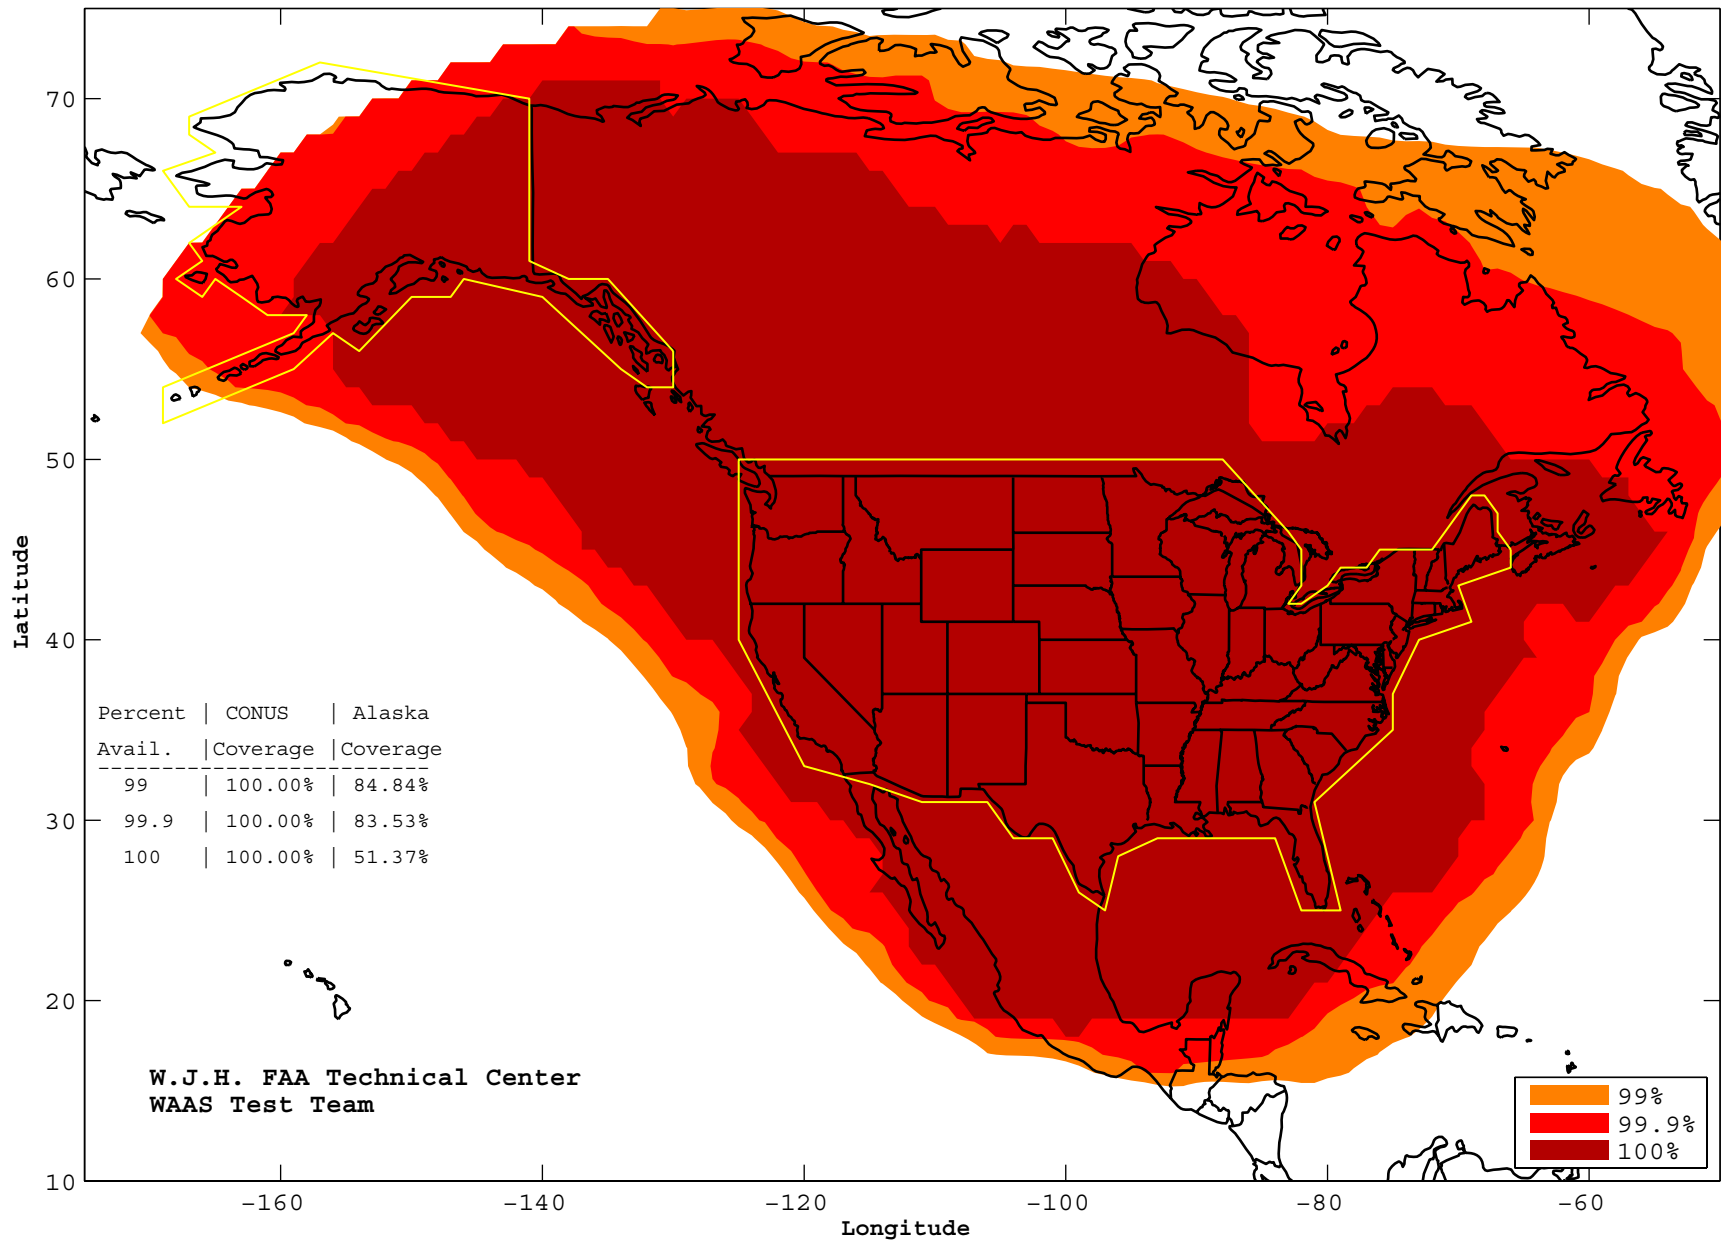 70
60
50
40
30
20
10
Latitude
Percent | CONUS | Alaska
Avail. |Coverage |Coverage
--------------------------
99 | 100.00% | 84.84%
99.9 | 100.00% | 83.53%
100 | 100.00% | 51.37%
W.J.H. FAA Technical Center
WAAS Test Team
99%
99.9%
100%
-160 -140 -120 -100 -80 -60
Longitude